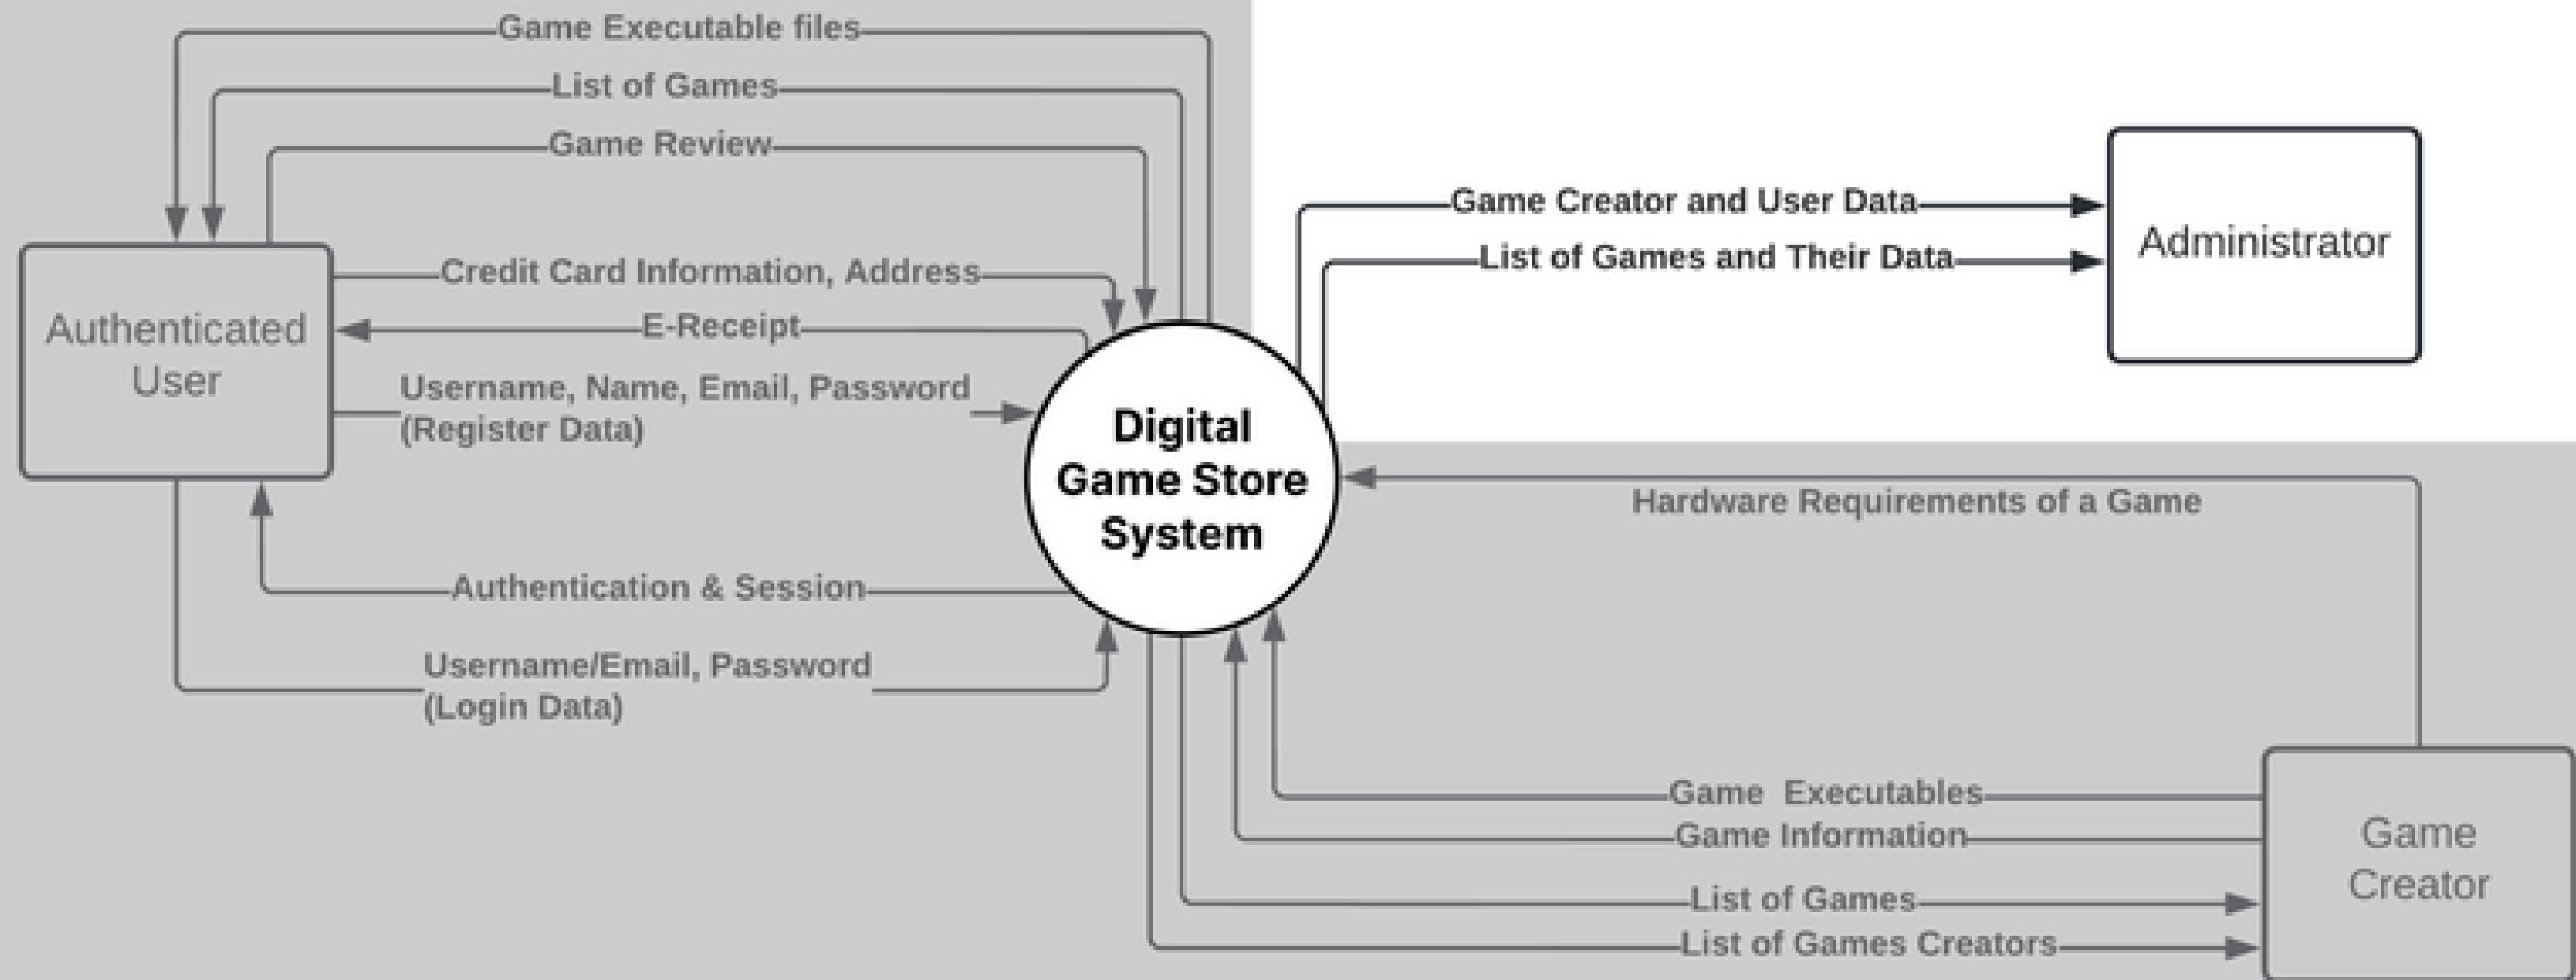 Game Executable files
List of Games
Game Review
Game Creator and User Data
List of Games and Their Data
Administrator
Credit Card Information, Address
E-Receipt
Authenticated
User
Username, Name, Email, Password
(Register Data)
Digital
Game Store
System
Hardware Requirements of a Game
Authentication & Session
Username/Email, Password
(Login Data)
Game Executables
Game Information
List of Games
List of Games Creators
Game
Creator